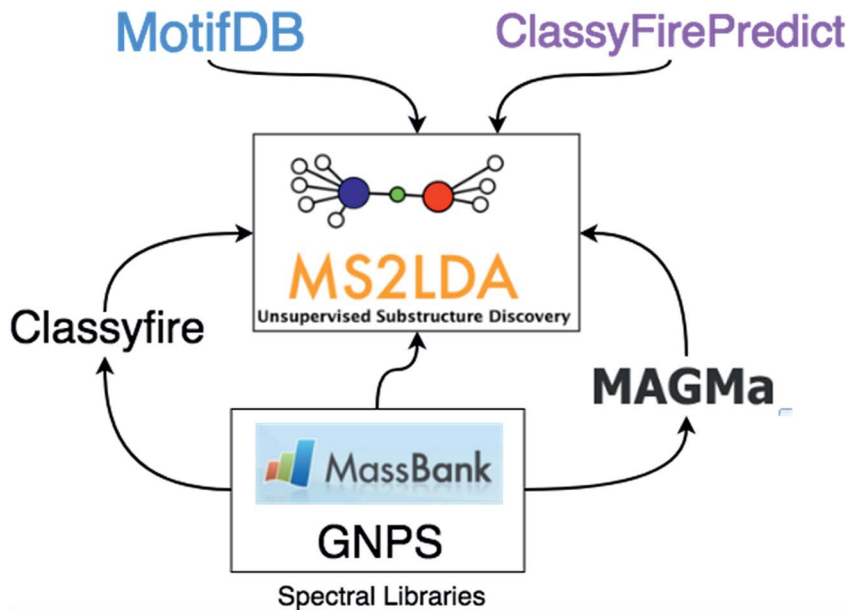 MotifDB
ClassyFirePredict
MS2LDA
Unsupervised Substructure Discovery
Classyfire
MAGMa
MassBank
GNPS
Spectral Libraries